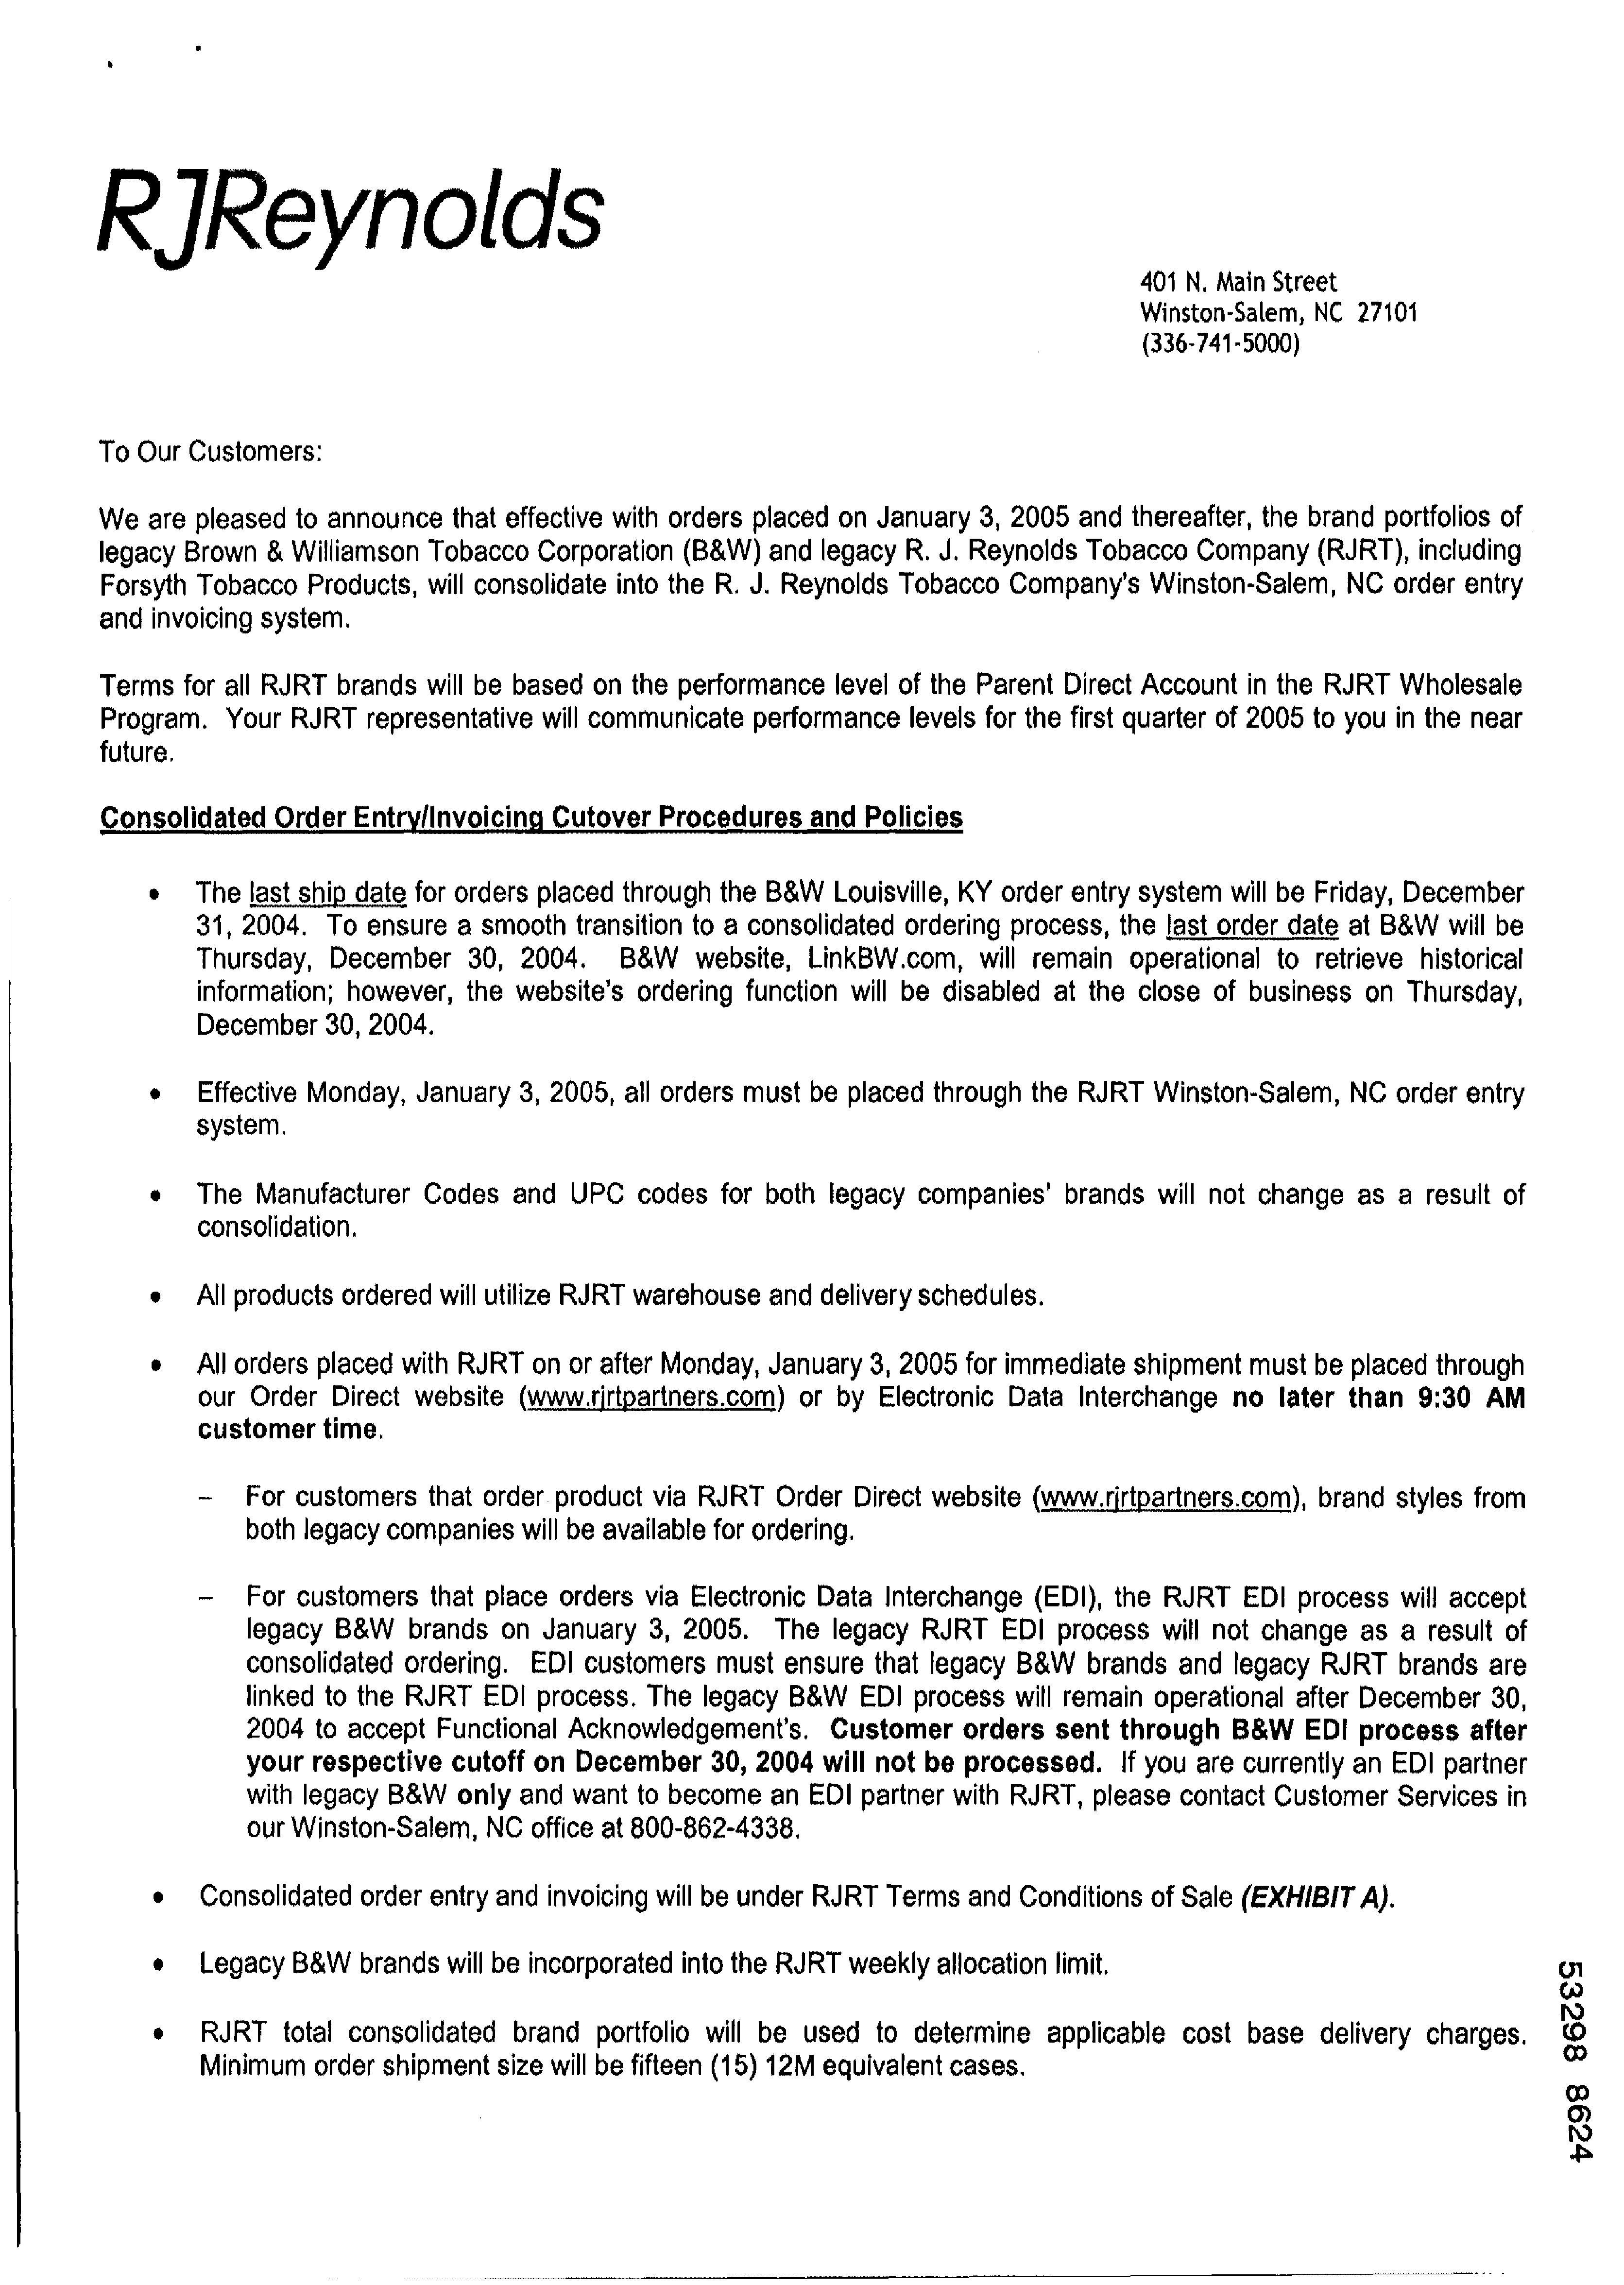 RJReynolds
401 N. Main Street
Winston-Salem, NC 27101
(336-741-5000)
To Our Customers:
We are pleased to announce that effective with orders placed on January 3, 2005 and thereafter, the brand portfolios of
legacy Brown & Williamson Tobacco Corporation (B&W) and legacy R. J. Reynolds Tobacco Company (RJRT), including
Forsyth Tobacco Products, will consolidate into the R. J. Reynolds Tobacco Company's Winston-Salem, NC order entry
and invoicing system.
Terms for all RJRT brands will be based on the performance level of the Parent Direct Account in the RJRT Wholesale
Program. Your RJRT representative will communicate performance levels for the first quarter of 2005 to you in the near
future.
Consolidated Order Entry/Invoicing Cutover Procedures and Policies
• The last ship date for orders placed through the B&W Louisville, KY order entry system will be Friday, December
31, 2004. To ensure a smooth transition to a consolidated ordering process, the last order date at B&W will be
Thursday, December 30, 2004. B&W website, LinkBW.com, will remain operational to retrieve historical
information; however, the website's ordering function will be disabled at the close of business on Thursday,
December 30, 2004.
• Effective Monday, January 3, 2005, all orders must be placed through the RJRT Winston-Salem, NC order entry
system.
• The Manufacturer Codes and UPC codes for both legacy companies' brands will not change as a result of
consolidation.
• All products ordered will utilize RJRT warehouse and delivery schedules.
• All orders placed with RJRT on or after Monday, January 3, 2005 for immediate shipment must be placed through
our Order Direct website (www.rjrtpartners.com) or by Electronic Data Interchange no later than 9:30 AM
customer time.
– For customers that order product via RJRT Order Direct website (www.rjrtpartners.com), brand styles from
both legacy companies will be available for ordering.
– For customers that place orders via Electronic Data Interchange (EDI), the RJRT EDI process will accept
legacy B&W brands on January 3, 2005. The legacy RJRT EDI process will not change as a result of
consolidated ordering. EDI customers must ensure that legacy B&W brands and legacy RJRT brands are
linked to the RJRT EDI process. The legacy B&W EDI process will remain operational after December 30,
2004 to accept Functional Acknowledgement's. Customer orders sent through B&W EDI process after
your respective cutoff on December 30, 2004 will not be processed. If you are currently an EDI partner
with legacy B&W only and want to become an EDI partner with RJRT, please contact Customer Services in
our Winston-Salem, NC office at 800-862-4338.
• Consolidated order entry and invoicing will be under RJRT Terms and Conditions of Sale (EXHIBIT A).
• Legacy B&W brands will be incorporated into the RJRT weekly allocation limit.
• RJRT total consolidated brand portfolio will be used to determine applicable cost base delivery charges.
Minimum order shipment size will be fifteen (15) 12M equivalent cases.
53298 8624